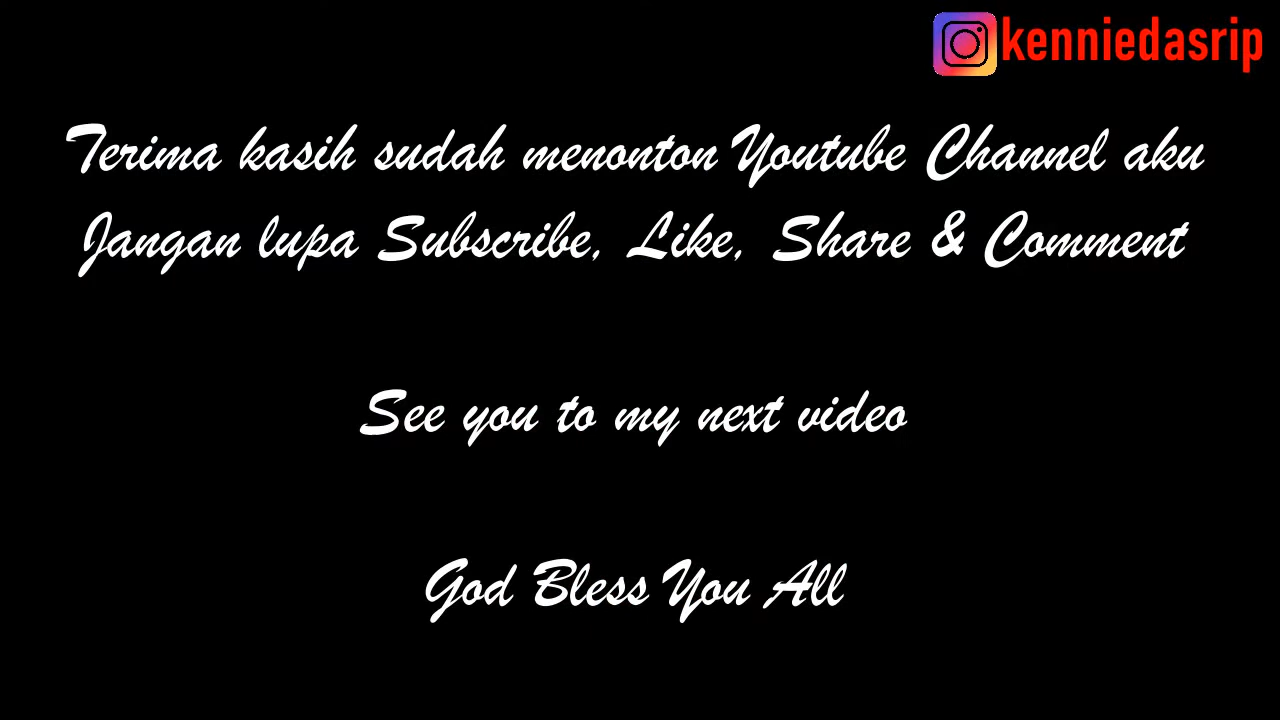 kenniedasrip
Terima kasih sudah menonton Youtube Channel aku
Jangan lupa Subscribe, Like, Share & Comment
See you to my next video
God Bless You All